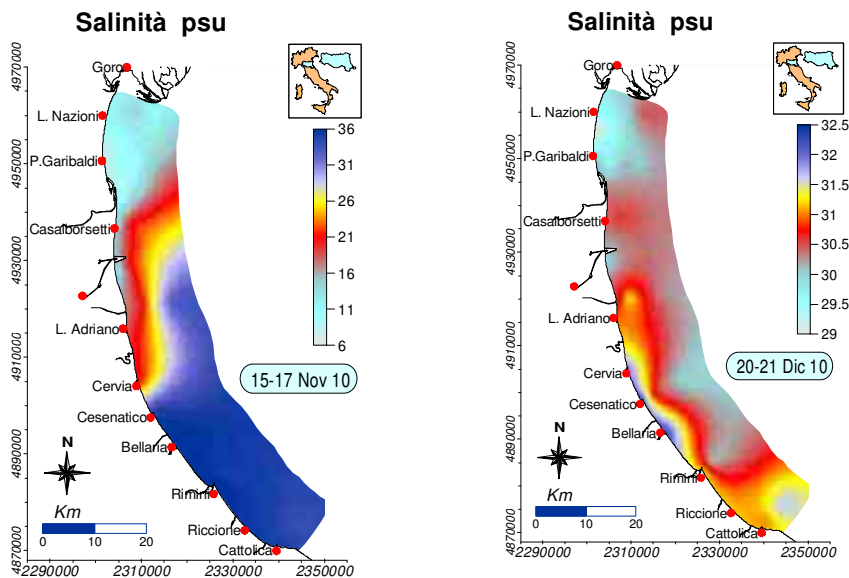 Salinità psu
4970000
4950000
4930000
4910000
4890000
4870000
Goro
L. Nazioni
P.Garibaldi
Casalborsetti
L. Adriano
Cervia
Cesenatico
Bellaria
Rimini
Riccione
Cattolica
36
31
26
21
16
11
6
15-17 Nov 10
N
Km
0 10 20
2290000 2310000 2330000 2350000
Salinità psu
4970000
4950000
4930000
4910000
4890000
4870000
Goro
L. Nazioni
P.Garibaldi
Casalborsetti
L. Adriano
Cervia
Cesenatico
Bellaria
Rimini
Riccione
Cattolica
32.5
32
31.5
31
30.5
30
29.5
29
20-21 Dic 10
N
Km
0 10 20
2290000 2310000 2330000 2350000